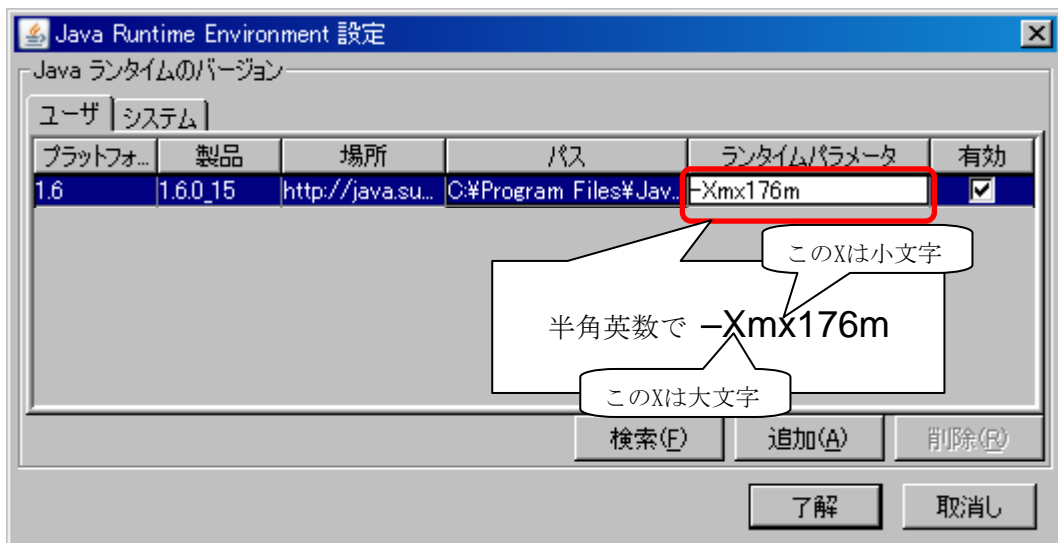 Java Runtime Environment 設定
Java ランタイムのバージョン
ユーザ システム
プラットフォ... 製品 場所 パス ランタイムパラメータ 有効
1.6 1.6.0_15 http://java.su... C:¥Program Files¥Jav... -Xmx176m
このXは小文字
半角英数で –Xmx176m
このXは大文字
検索(F) 追加(A) 削除(R)
了解 取消し